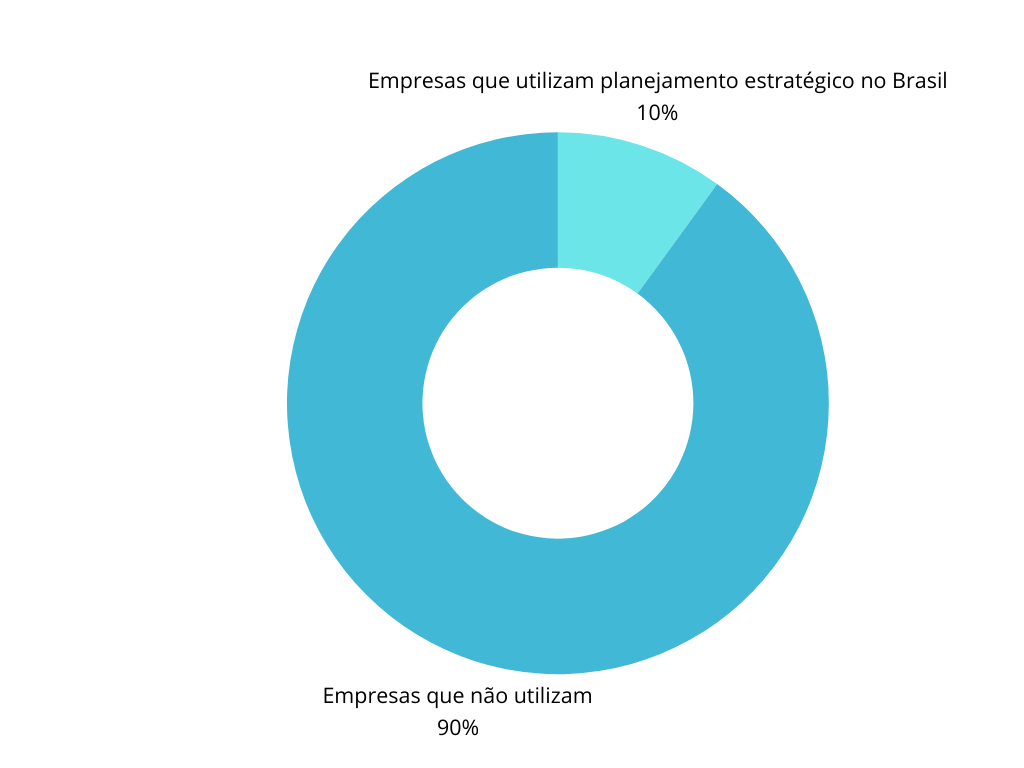 Empresas que utilizam planejamento estratégico no Brasil
10%
Empresas que não utilizam
90%